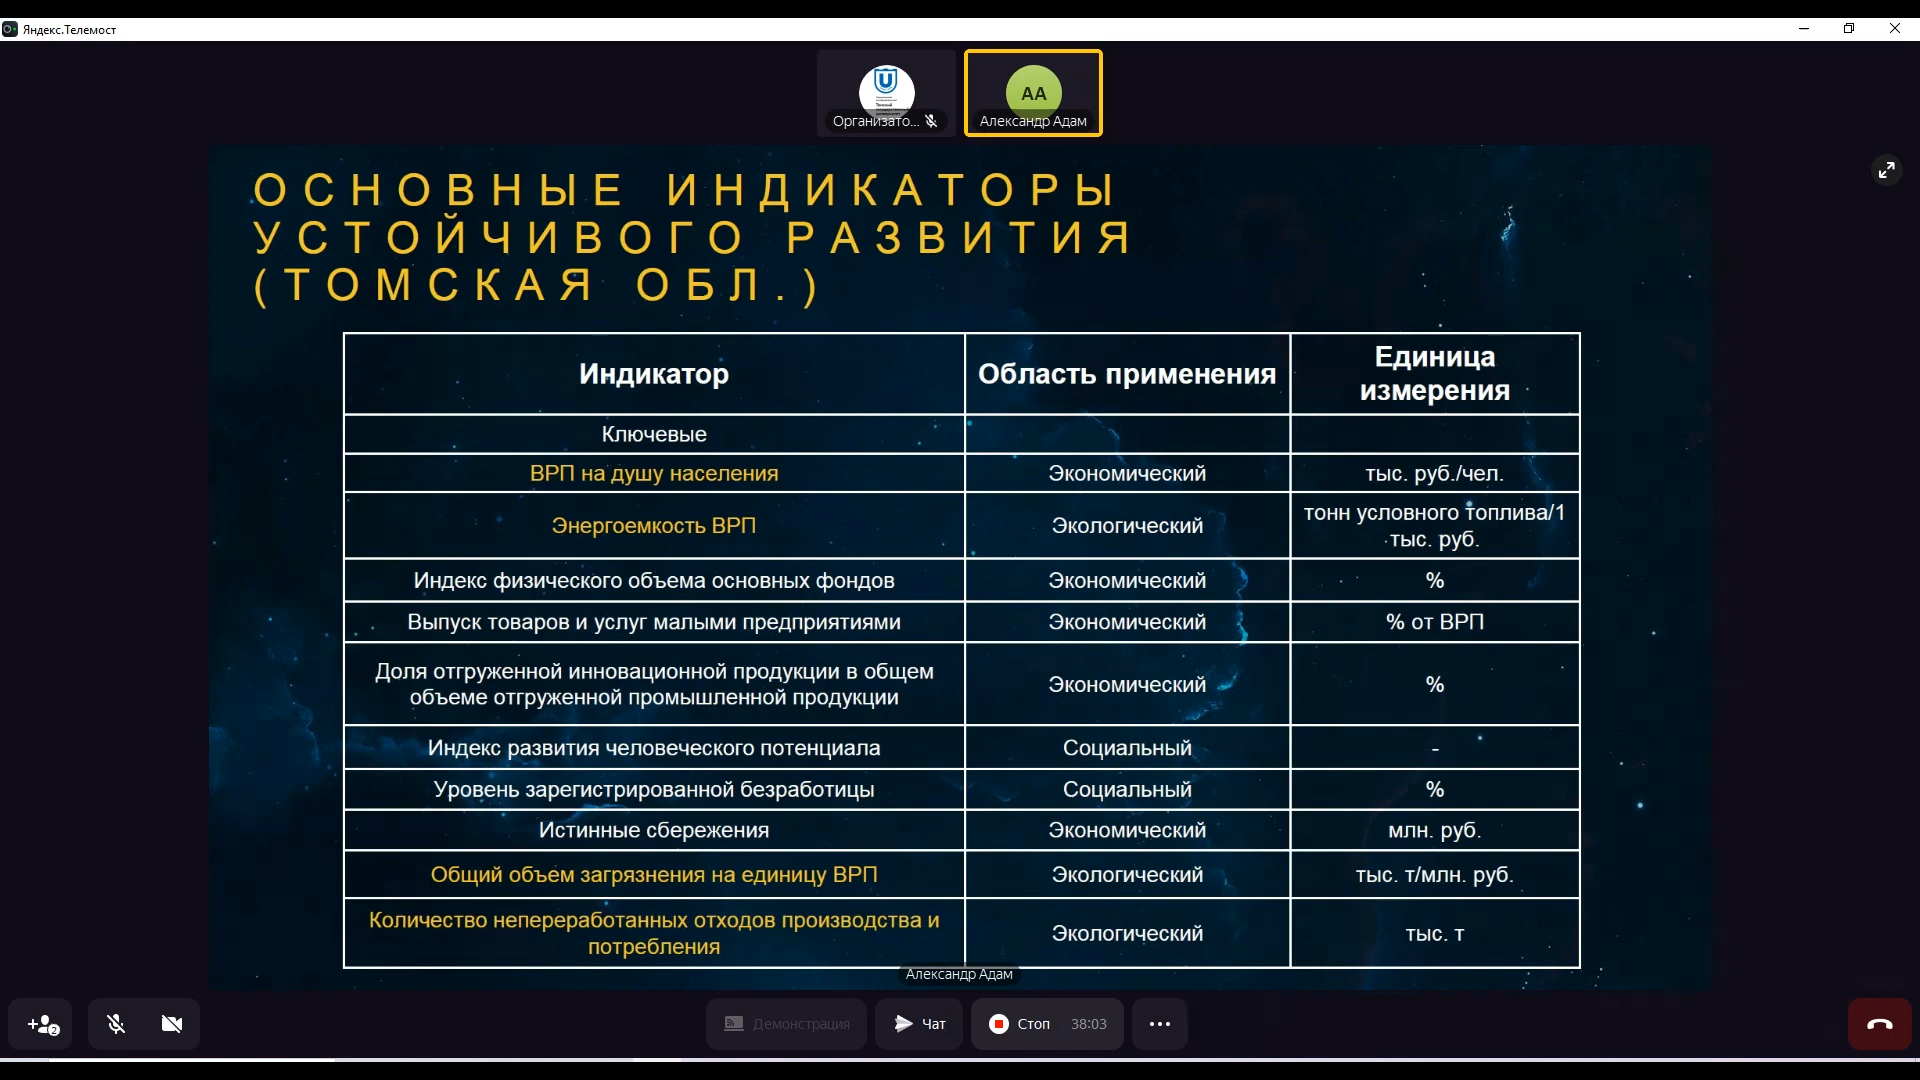 Яндекс.Телемост
Организато...
АА
Александр Адам
ОСНОВНЫЕ ИНДИКАТОРЫ
УСТОЙЧИВОГО РАЗВИТИЯ
(ТОМСКАЯ ОБЛ.)
Индикатор Область применения Единица
измерения
Ключевые
ВРП на душу населения Экономический тыс. руб./чел.
Энергоемкость ВРП Экологический тонн условного топлива/1
тыс. руб.
Индекс физического объема основных фондов Экономический %
Выпуск товаров и услуг малыми предприятиями Экономический % от ВРП
Доля отгруженной инновационной продукции в общем
объеме отгруженной промышленной продукции Экономический %
Индекс развития человеческого потенциала Социальный -
Уровень зарегистрированной безработицы Социальный %
Истинные сбережения Экономический млн. руб.
Общий объем загрязнения на единицу ВРП Экологический тыс. т/млн. руб.
Количество непереработанных отходов производства и
потребления Экологический тыс. т
Александр Адам
2
Демонстрация
Чат
Стоп 38:03